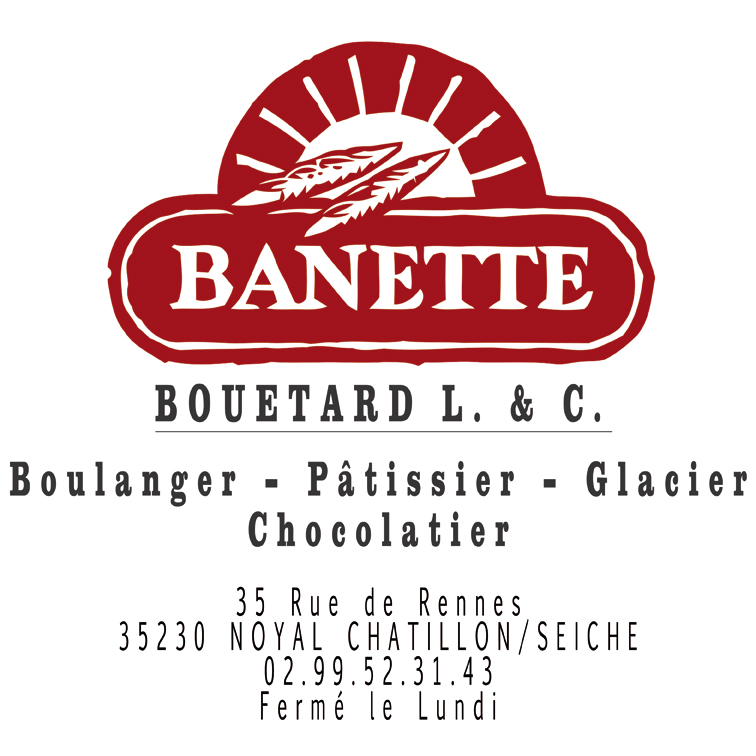 BANETTE
BOUETARD L. & C.
Boulanger - Pâtissier - Glacier
Chocolatier
35 Rue de Rennes
35230 NOYAL CHATILLON/SEICHE
02.99.52.31.43
Fermé le Lundi